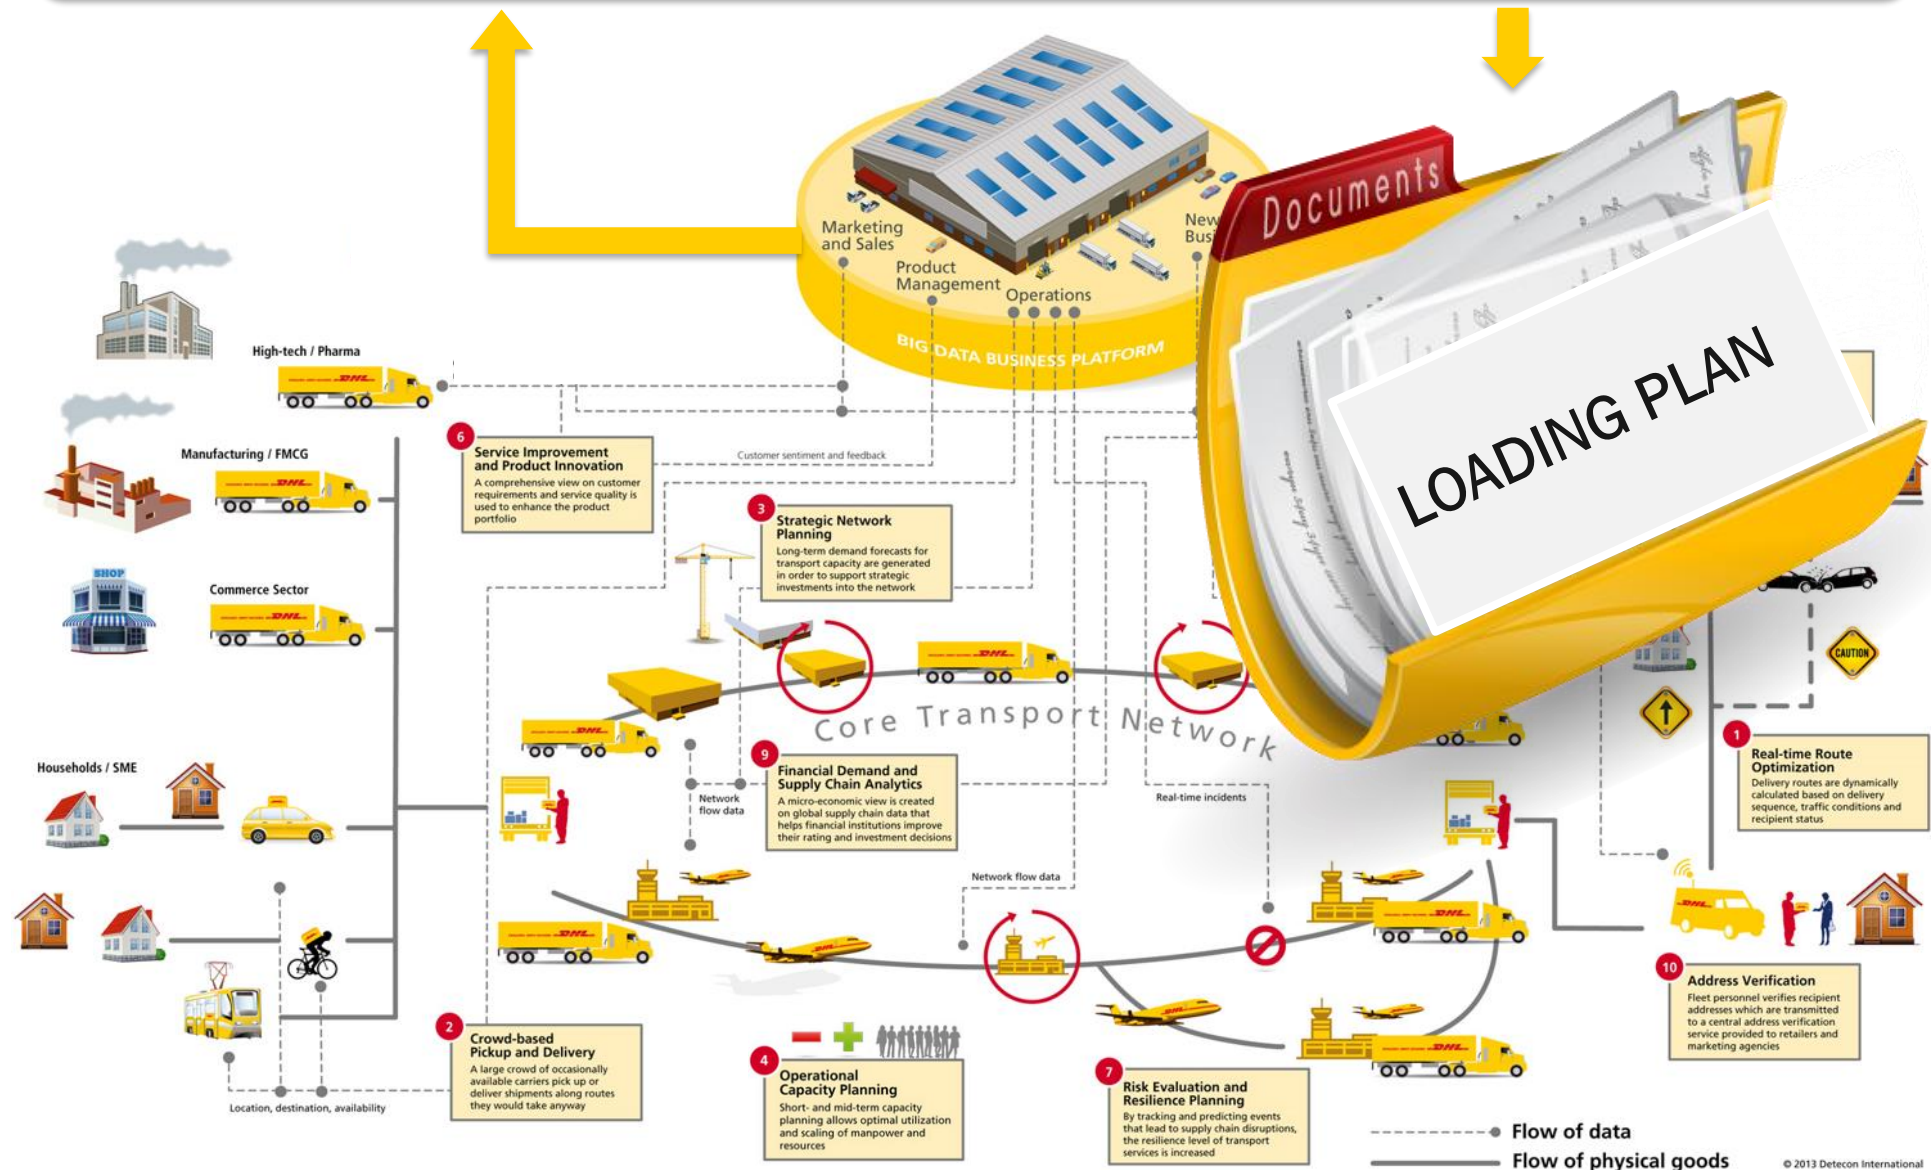 Documents
LOADING PLAN
Marketing
and Sales
Product
Management
Operations
New
Busi
BIG DATA BUSINESS PLATFORM
High-tech / Pharma
DHL
Manufacturing / FMCG
DHL
6
Service Improvement
and Product Innovation
A comprehensive view on customer
requirements and service quality is
used to enhance the product
portfolio
Customer sentiment and feedback
3
Strategic Network
Planning
Long-term demand forecasts for
transport capacity are generated
in order to support strategic
investments into the network
SHOP
Commerce Sector
DHL
DHL
CAUTION
DHL
Core Transport Network
DHL
1
Real-time Route
Optimization
Delivery routes are dynamically
calculated based on delivery
sequence, traffic conditions and
recipient status
Households / SME
9
Financial Demand and
Supply Chain Analytics
A micro-economic view is created
on global supply chain data that
helps financial institutions improve
their rating and investment decisions
Network
flow data
Real-time incidents
Network flow data
DHL
DHL
DHL
DHL
10
Address Verification
Fleet personnel verifies recipient
addresses which are transmitted
to a central address verification
service provided to retailers and
marketing agencies
DHL
DHL
2
Crowd-based
Pickup and Delivery
A large crowd of occasionally
available carriers pick up or
deliver shipments along routes
they would take anyway
Location, destination, availability
4
Operational
Capacity Planning
Short- and mid-term capacity
planning allows optimal utilization
and scaling of manpower and
resources
7
Risk Evaluation and
Resilience Planning
By tracking and predicting events
that lead to supply chain disruptions,
the resilience level of transport
services is increased
Flow of data
Flow of physical goods
© 2013 Detecon International